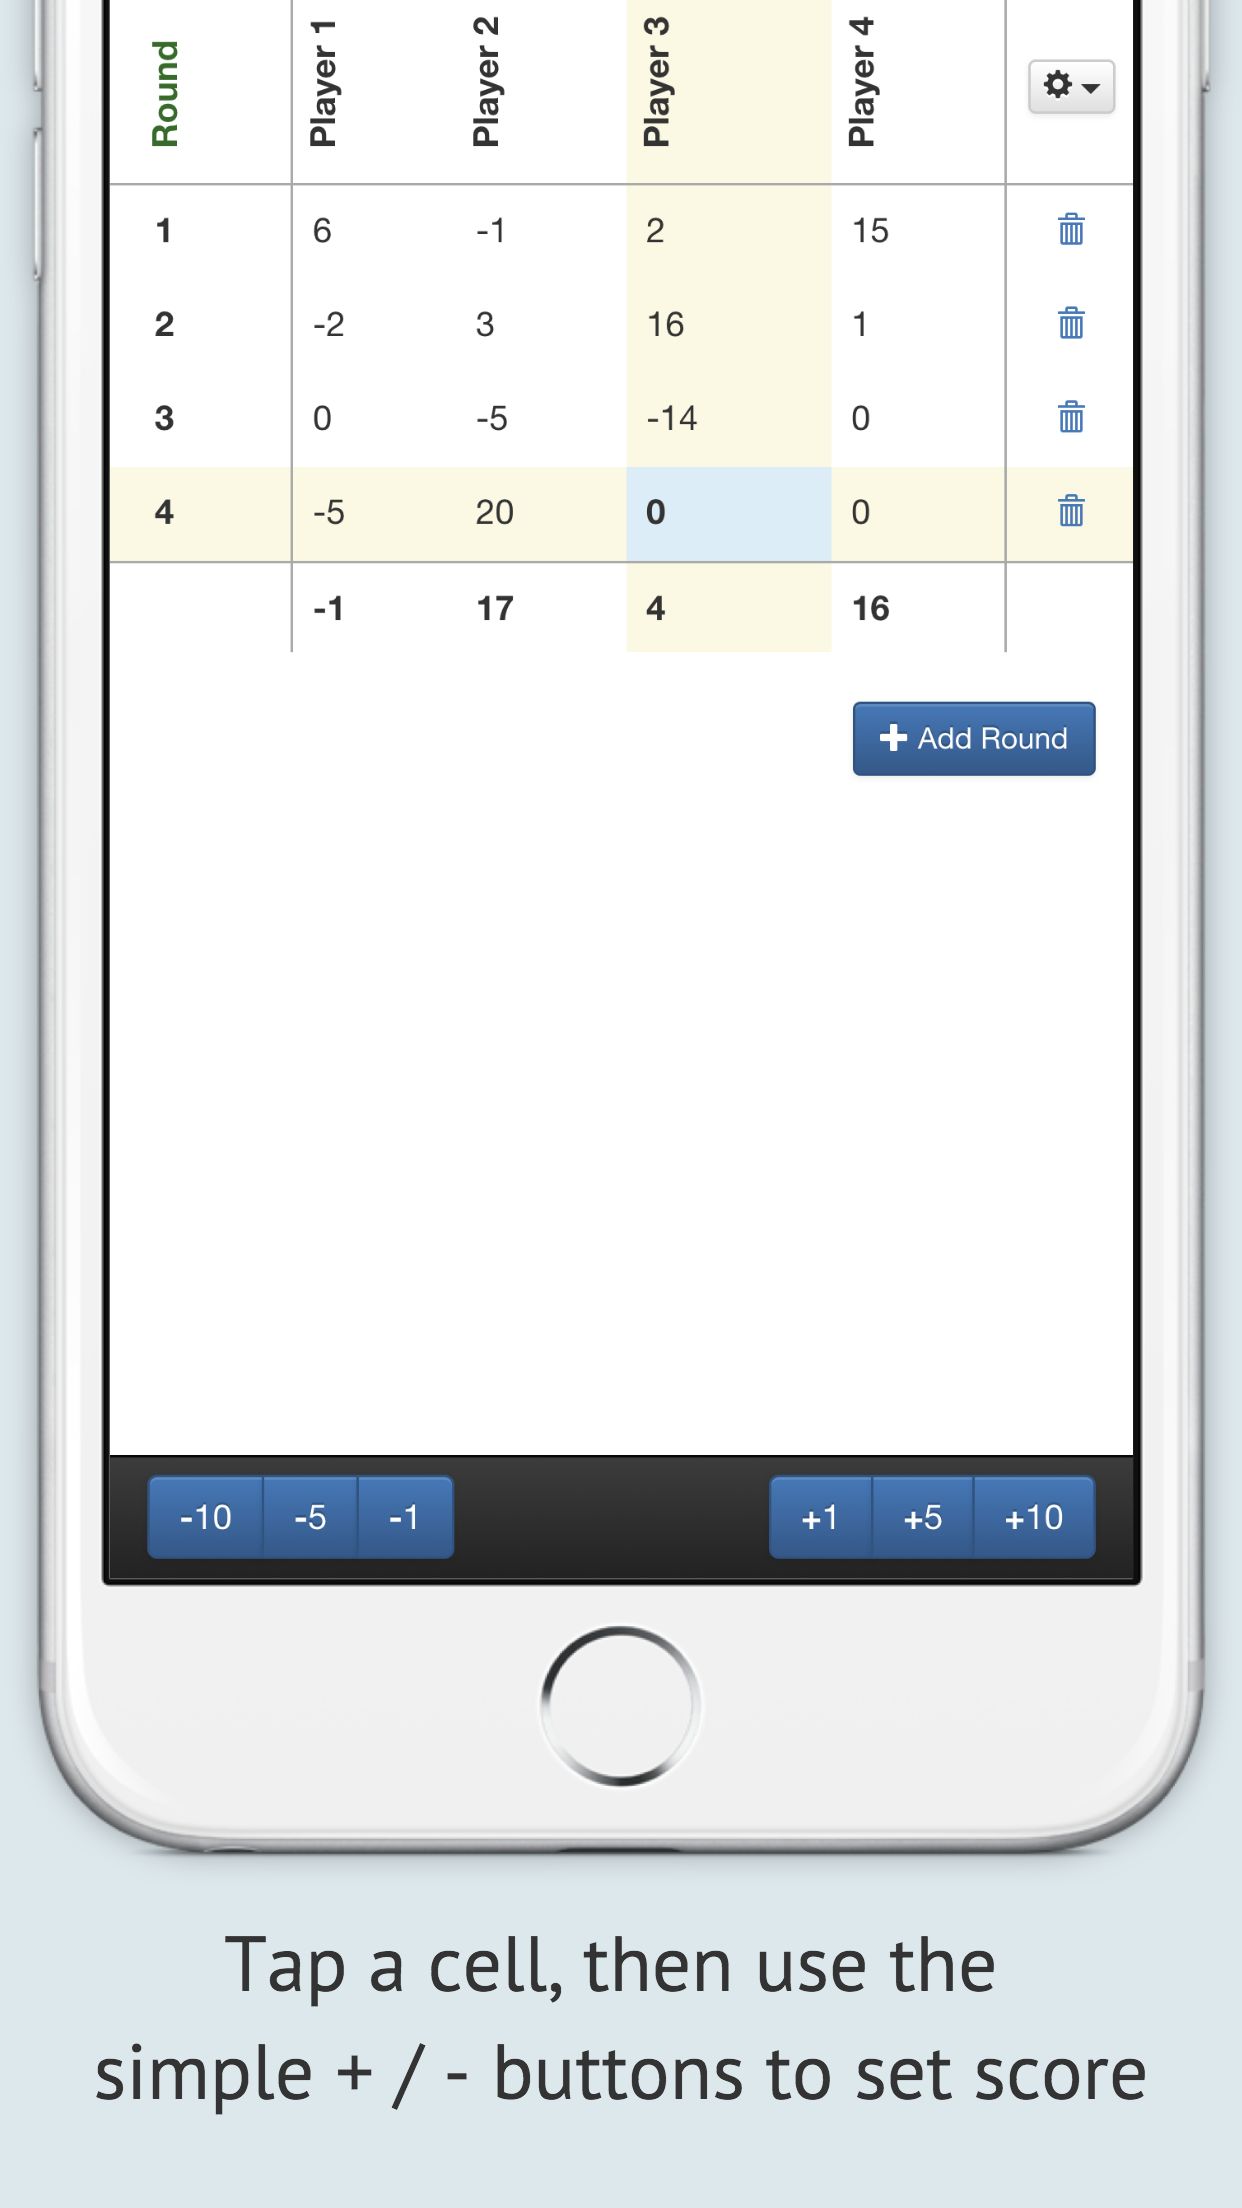 Round Player 1 Player 2 Player 3 Player 4
1 6 -1 2 15
2 -2 3 16 1
3 0 -5 -14 0
4 -5 20 0 0
-1 17 4 16
Add Round
-10 -5 -1 +1 +5 +10
Tap a cell, then use the
simple + / - buttons to set score